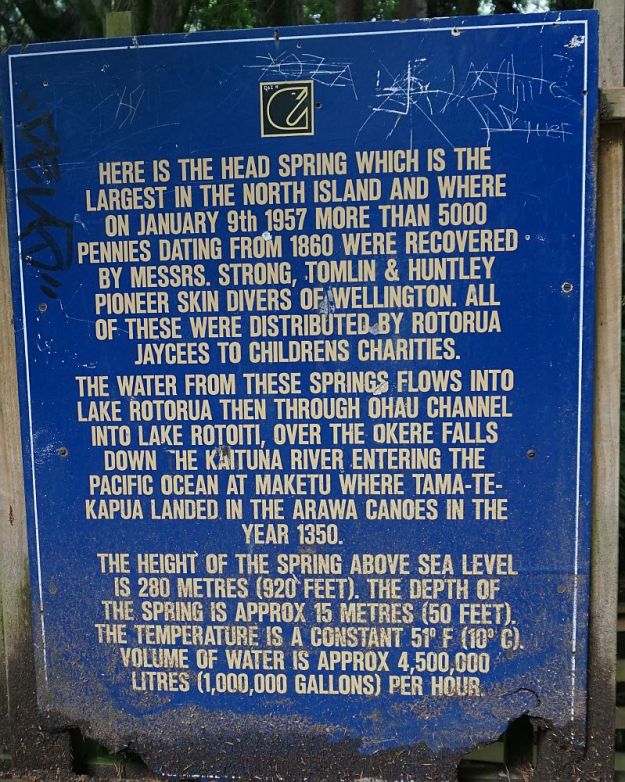 HERE IS THE HEAD SPRING WHICH IS THE
LARGEST IN THE NORTH ISLAND AND WHERE
ON JANUARY 9th 1957 MORE THAN 5000
PENNIES DATING FROM 1860 WERE RECOVERED
BY MESSRS. STRONG, TOMLIN & HUNTLEY
PIONEER SKIN DIVERS OF WELLINGTON. ALL
OF THESE WERE DISTRIBUTED BY ROTORUA
JAYCEES TO CHILDRENS CHARITIES.
THE WATER FROM THESE SPRINGS FLOWS INTO
LAKE ROTORUA THEN THROUGH OHAU CHANNEL
INTO LAKE ROTOITI, OVER THE OKERE FALLS
DOWN HE KAITUNA RIVER ENTERING THE
PACIFIC OCEAN AT MAKETU WHERE TAMA-TE-
KAPUA LANDED IN THE ARAWA CANOES IN THE
YEAR 1350.
THE HEIGHT OF THE SPRING ABOVE SEA LEVEL
IS 280 METRES (920 FEET). THE DEPTH OF
THE SPRING IS APPROX 15 METRES (50 FEET).
THE TEMPERATURE IS A CONSTANT 51° F (10° C).
VOLUME OF WATER IS APPROX 4,500,000
LITRES (1,000,000 GALLONS) PER HOUR.